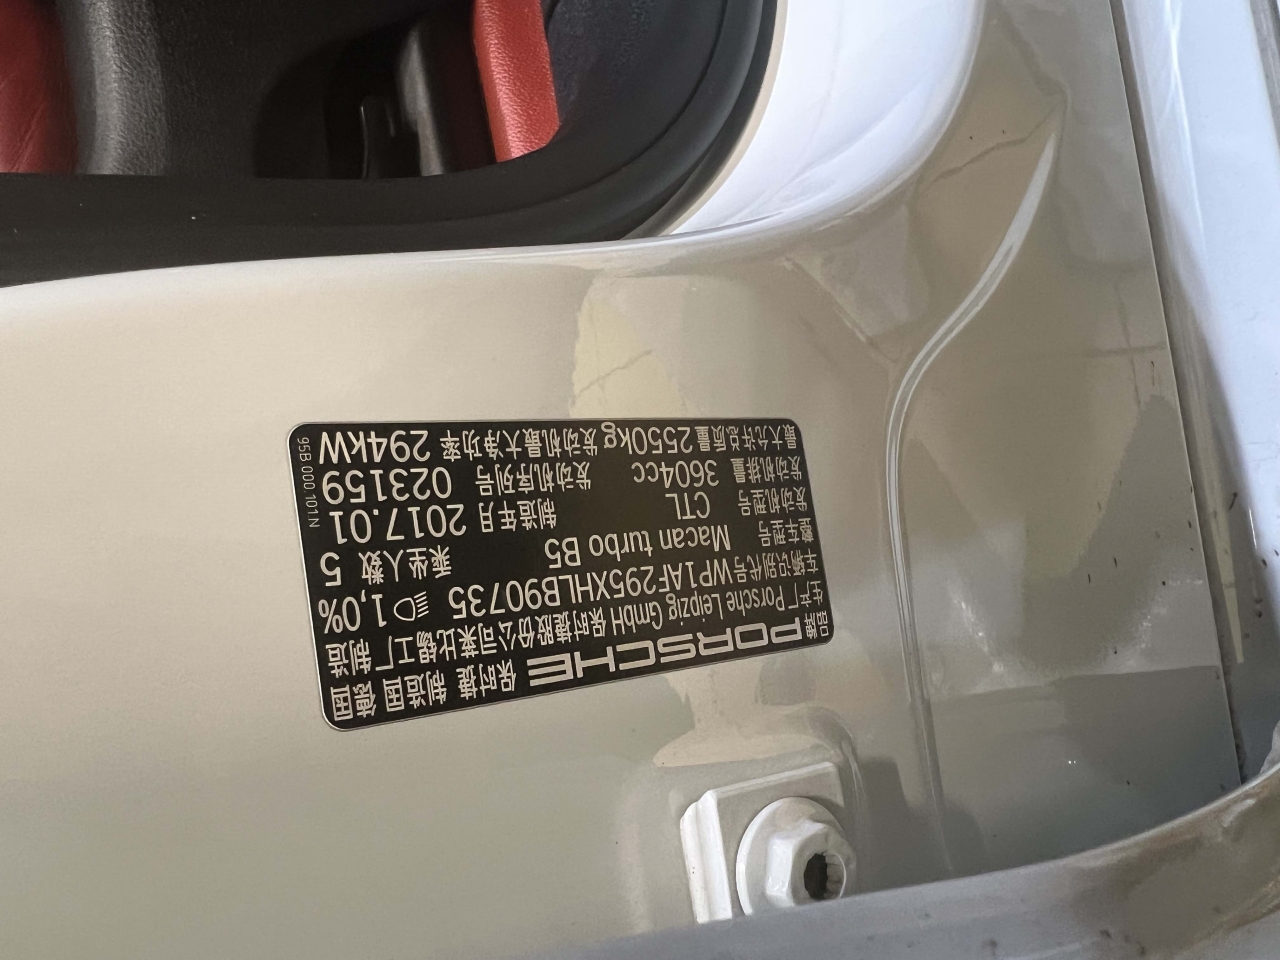 品牌 PORSCHE 保时捷 制造国 德国
生产厂 Porsche Leipzig GmbH 保时捷股份公司莱比锡工厂 制造
车辆识别代号 WP1AF295XHLB90735 1,0%
整车型号 Macan turbo B5 乘坐人数 5
发动机型号 CTL 制造年月 2017.01
发动机排量 3604cc 发动机序列号 023159
最大允许总质量 2550kg 发动机最大净功率 294kW
95B 000 101N